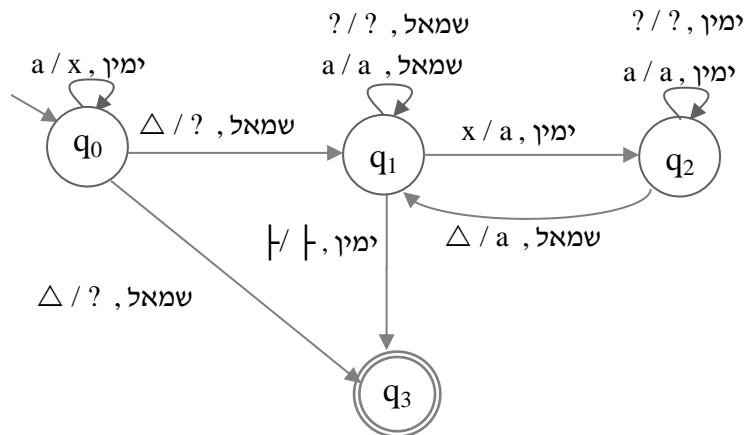 ? / ? , שמאל
? / ? , ימין
a / x , ימין
a / a , שמאל
a / a , ימין
△ / ? , שמאל
x / a , ימין
q0
q1
q2
├ / ├ , ימין
△ / a , שמאל
△ / ? , שמאל
q3